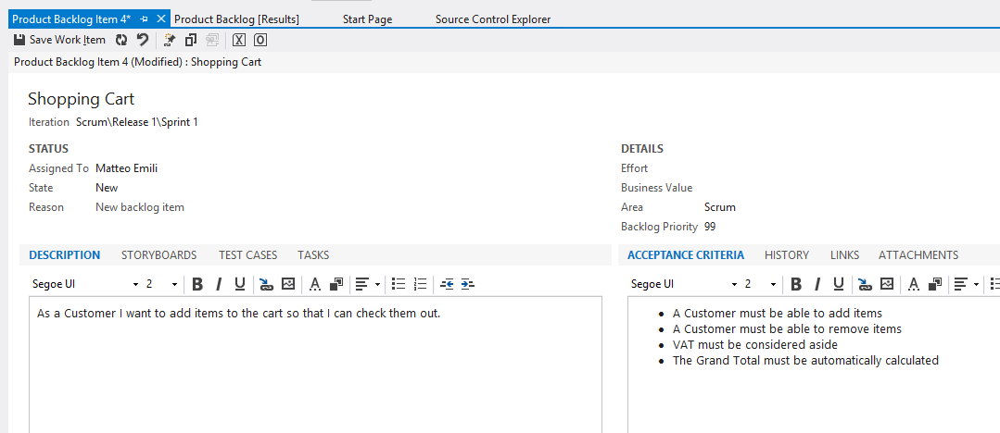 Product Backlog Item 4* Product Backlog [Results] Start Page Source Control Explorer
Save Work Item
Product Backlog Item 4 (Modified) : Shopping Cart
Shopping Cart
Iteration Scrum\Release 1\Sprint 1
STATUS
Assigned To Matteo Emili
State New
Reason New backlog item
DETAILS
Effort
Business Value
Area Scrum
Backlog Priority 99
DESCRIPTION STORYBOARDS TEST CASES TASKS
Segoe UI 2 B I U A
As a Customer I want to add items to the cart so that I can check them out.
ACCEPTANCE CRITERIA HISTORY LINKS ATTACHMENTS
Segoe UI 2 B I U A
• A Customer must be able to add items
• A Customer must be able to remove items
• VAT must be considered aside
• The Grand Total must be automatically calculated